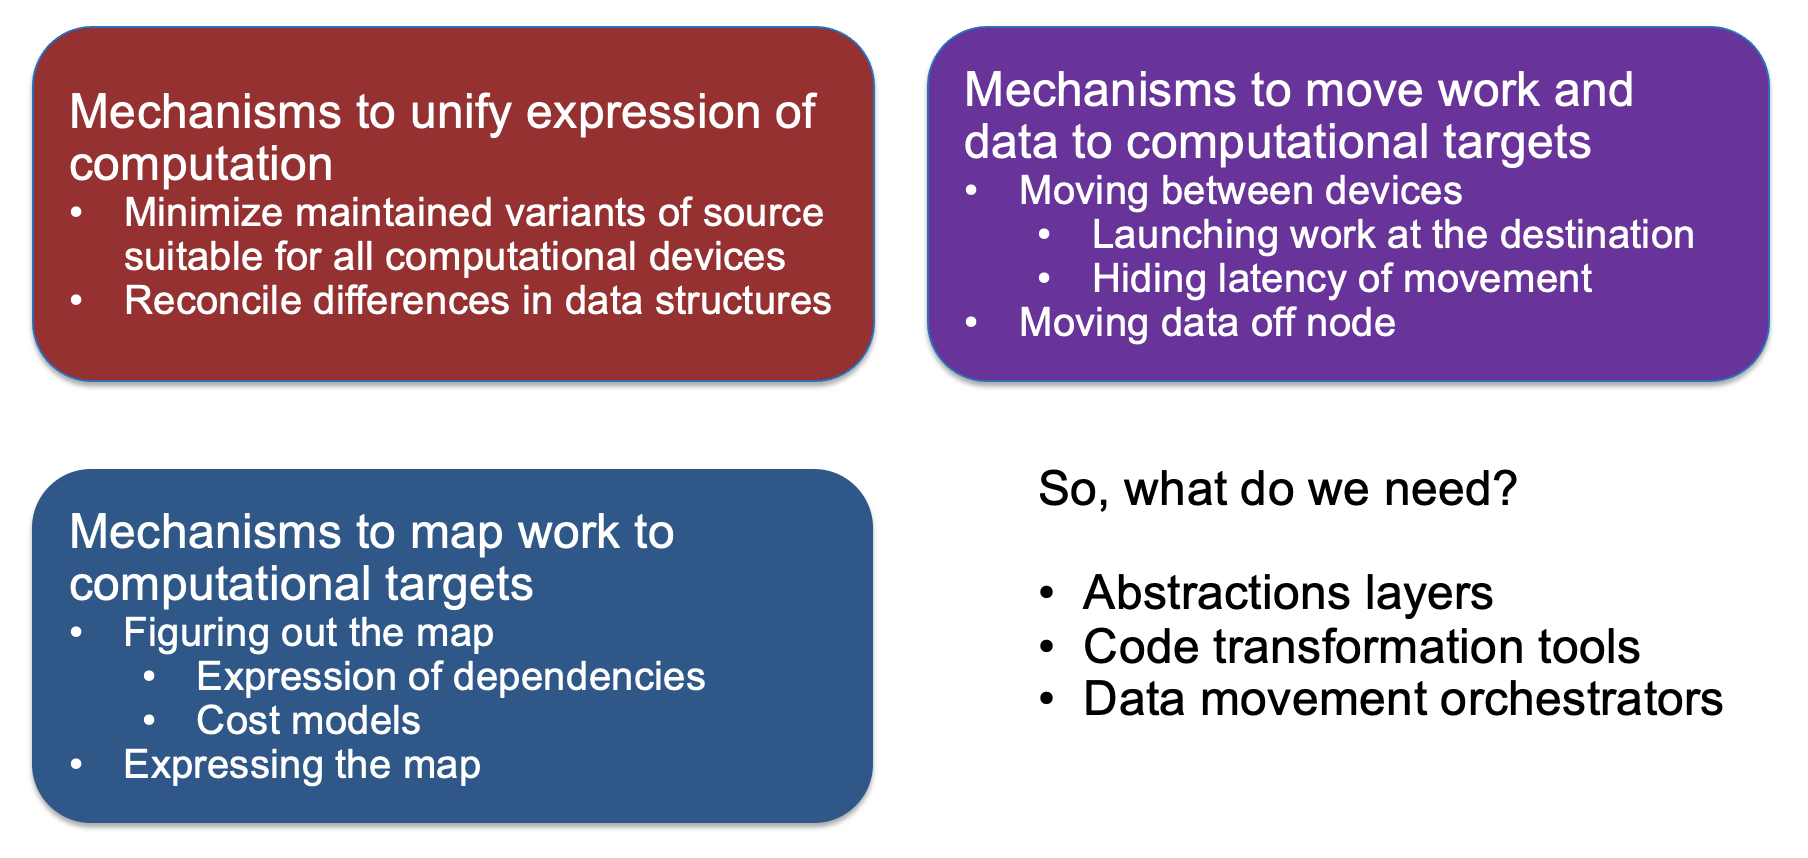 Mechanisms to unify expression of
computation
• Minimize maintained variants of source
suitable for all computational devices
• Reconcile differences in data structures
Mechanisms to move work and
data to computational targets
• Moving between devices
• Launching work at the destination
• Hiding latency of movement
• Moving data off node
Mechanisms to map work to
computational targets
• Figuring out the map
• Expression of dependencies
• Cost models
• Expressing the map
So, what do we need?
• Abstractions layers
• Code transformation tools
• Data movement orchestrators